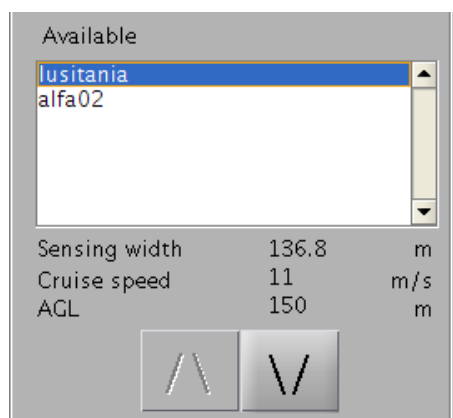 Available
lusitania
alfa02
Sensing width 136.8 m
Cruise speed 11 m/s
AGL 150 m
/\
\/